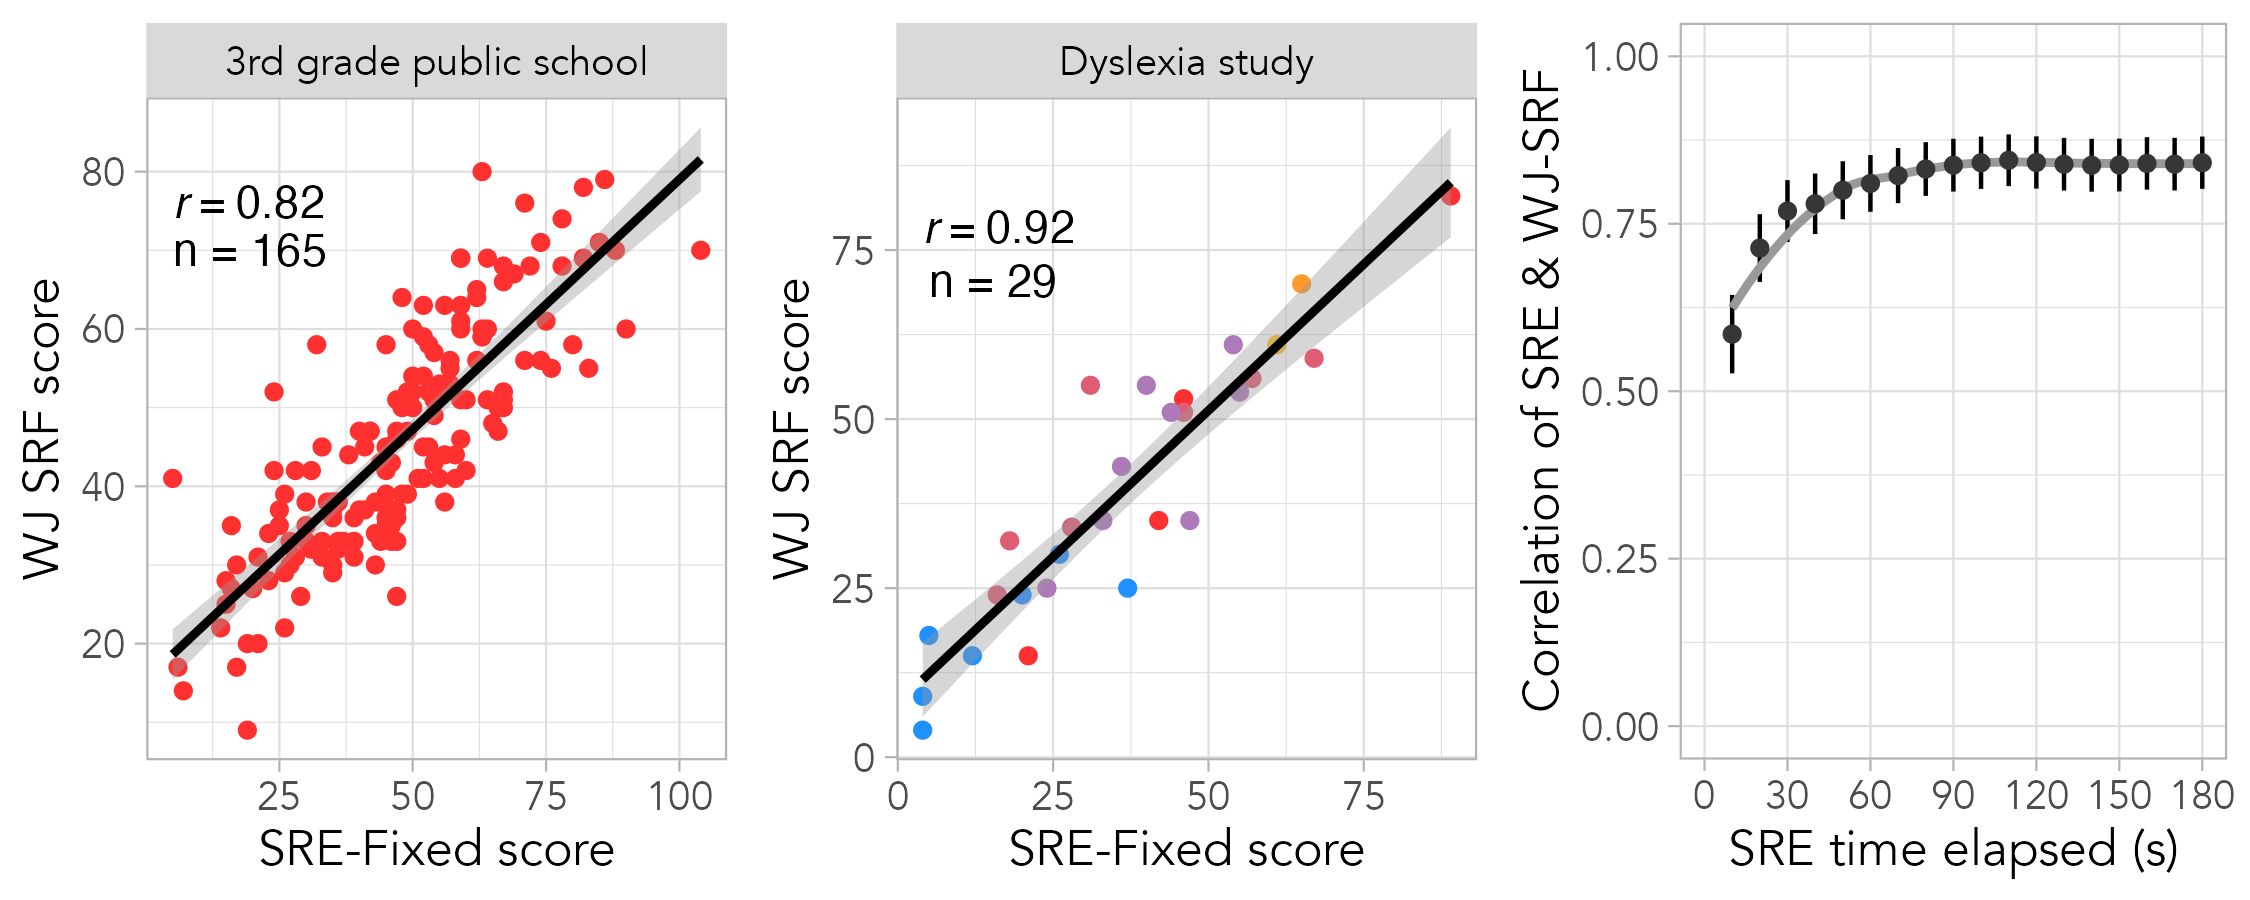 3rd grade public school
r = 0.82
n = 165
WJ SRF score
80
60
40
20
25 50 75 100
SRE-Fixed score
Dyslexia study
r = 0.92
n = 29
WJ SRF score
75
50
25
0
0 25 50 75
SRE-Fixed score
Correlation of SRE & WJ-SRF
1.00
0.75
0.50
0.25
0.00
0 30 60 90 120 150 180
SRE time elapsed (s)